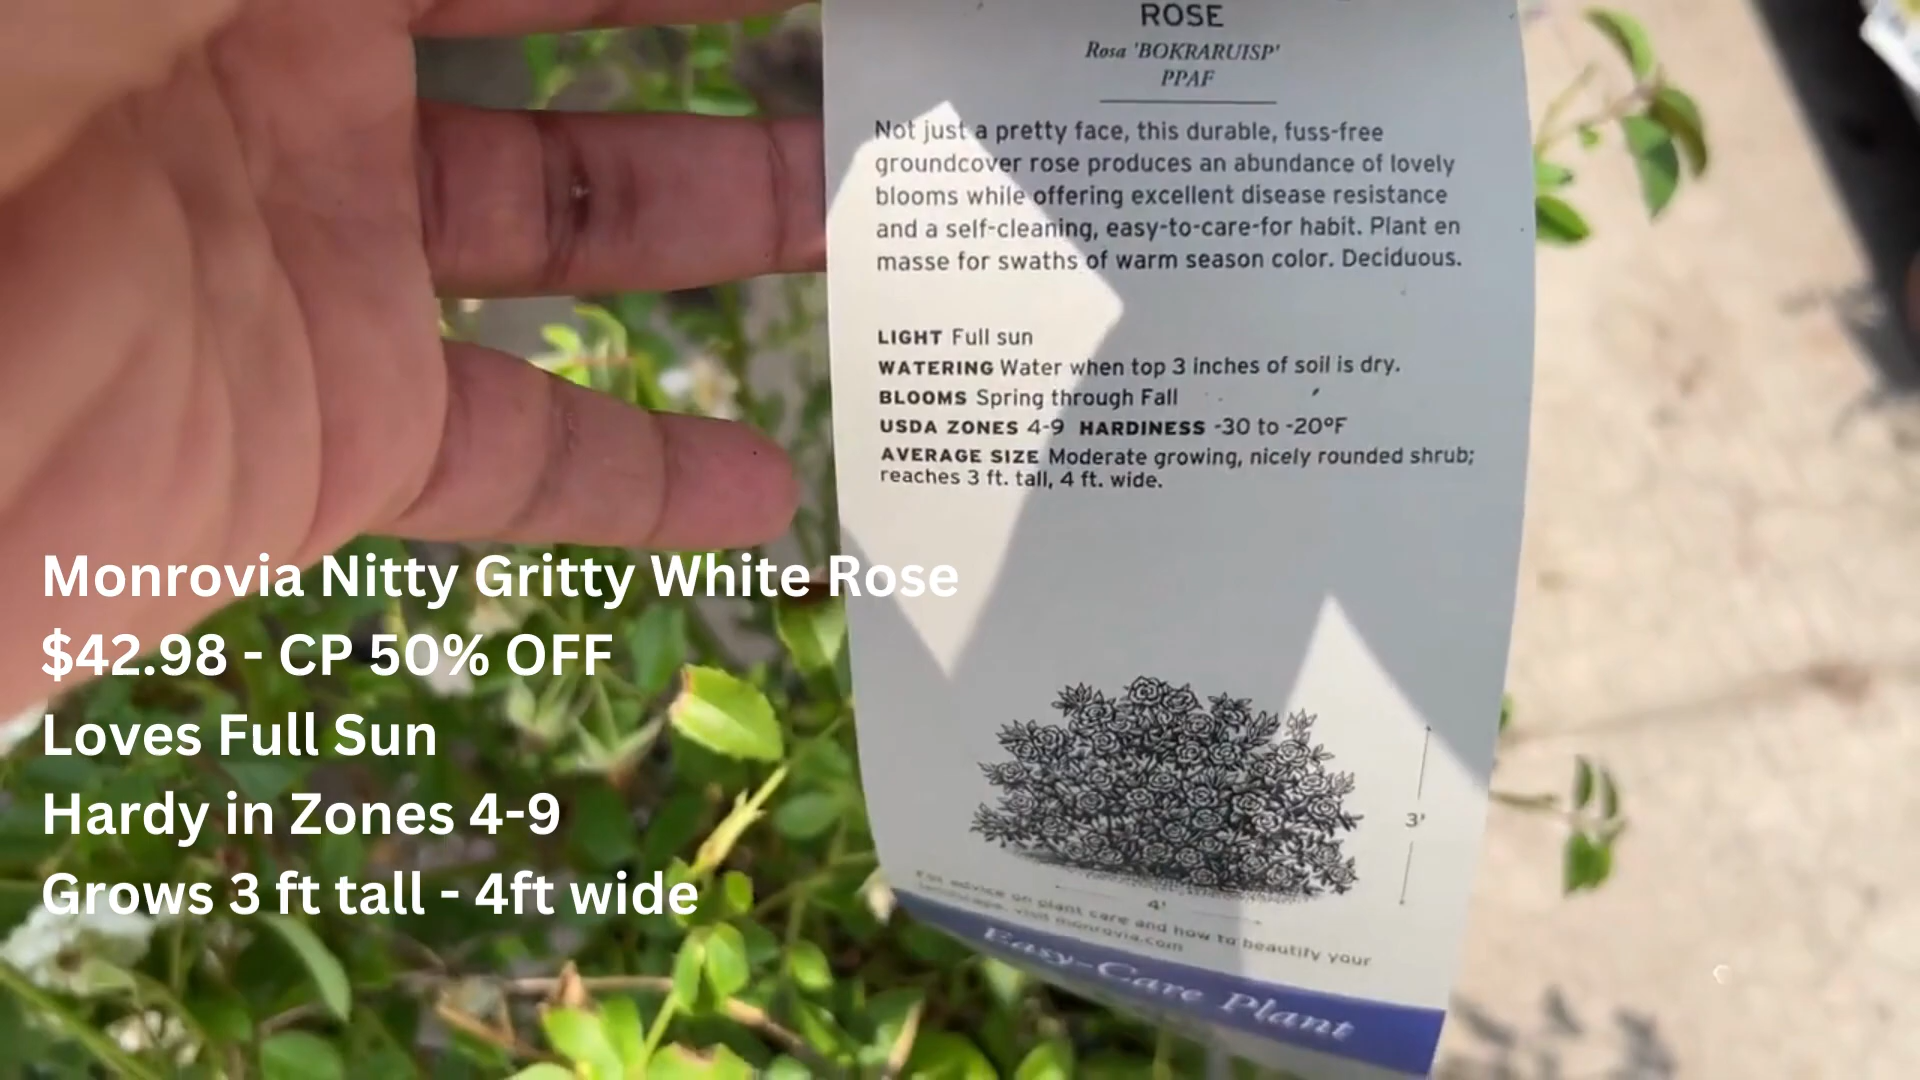 ROSE
Rosa 'BOKRARUISP'
PPAF
Not just a pretty face, this durable, fuss-free
groundcover rose produces an abundance of lovely
blooms while offering excellent disease resistance
and a self-cleaning, easy-to-care-for habit. Plant en
masse for swaths of warm season color. Deciduous.
LIGHT Full sun
WATERING Water when top 3 inches of soil is dry.
BLOOMS Spring through Fall
USDA ZONES 4-9 HARDINESS -30 to -20°F
AVERAGE SIZE Moderate growing, nicely rounded shrub;
reaches 3 ft. tall, 4 ft. wide.
3'
4'
For advice on plant care and how to beautify your
landscape, visit monrovia.com
Easy-Care Plant
Monrovia Nitty Gritty White Rose
$42.98 - CP 50% OFF
Loves Full Sun
Hardy in Zones 4-9
Grows 3 ft tall - 4ft wide